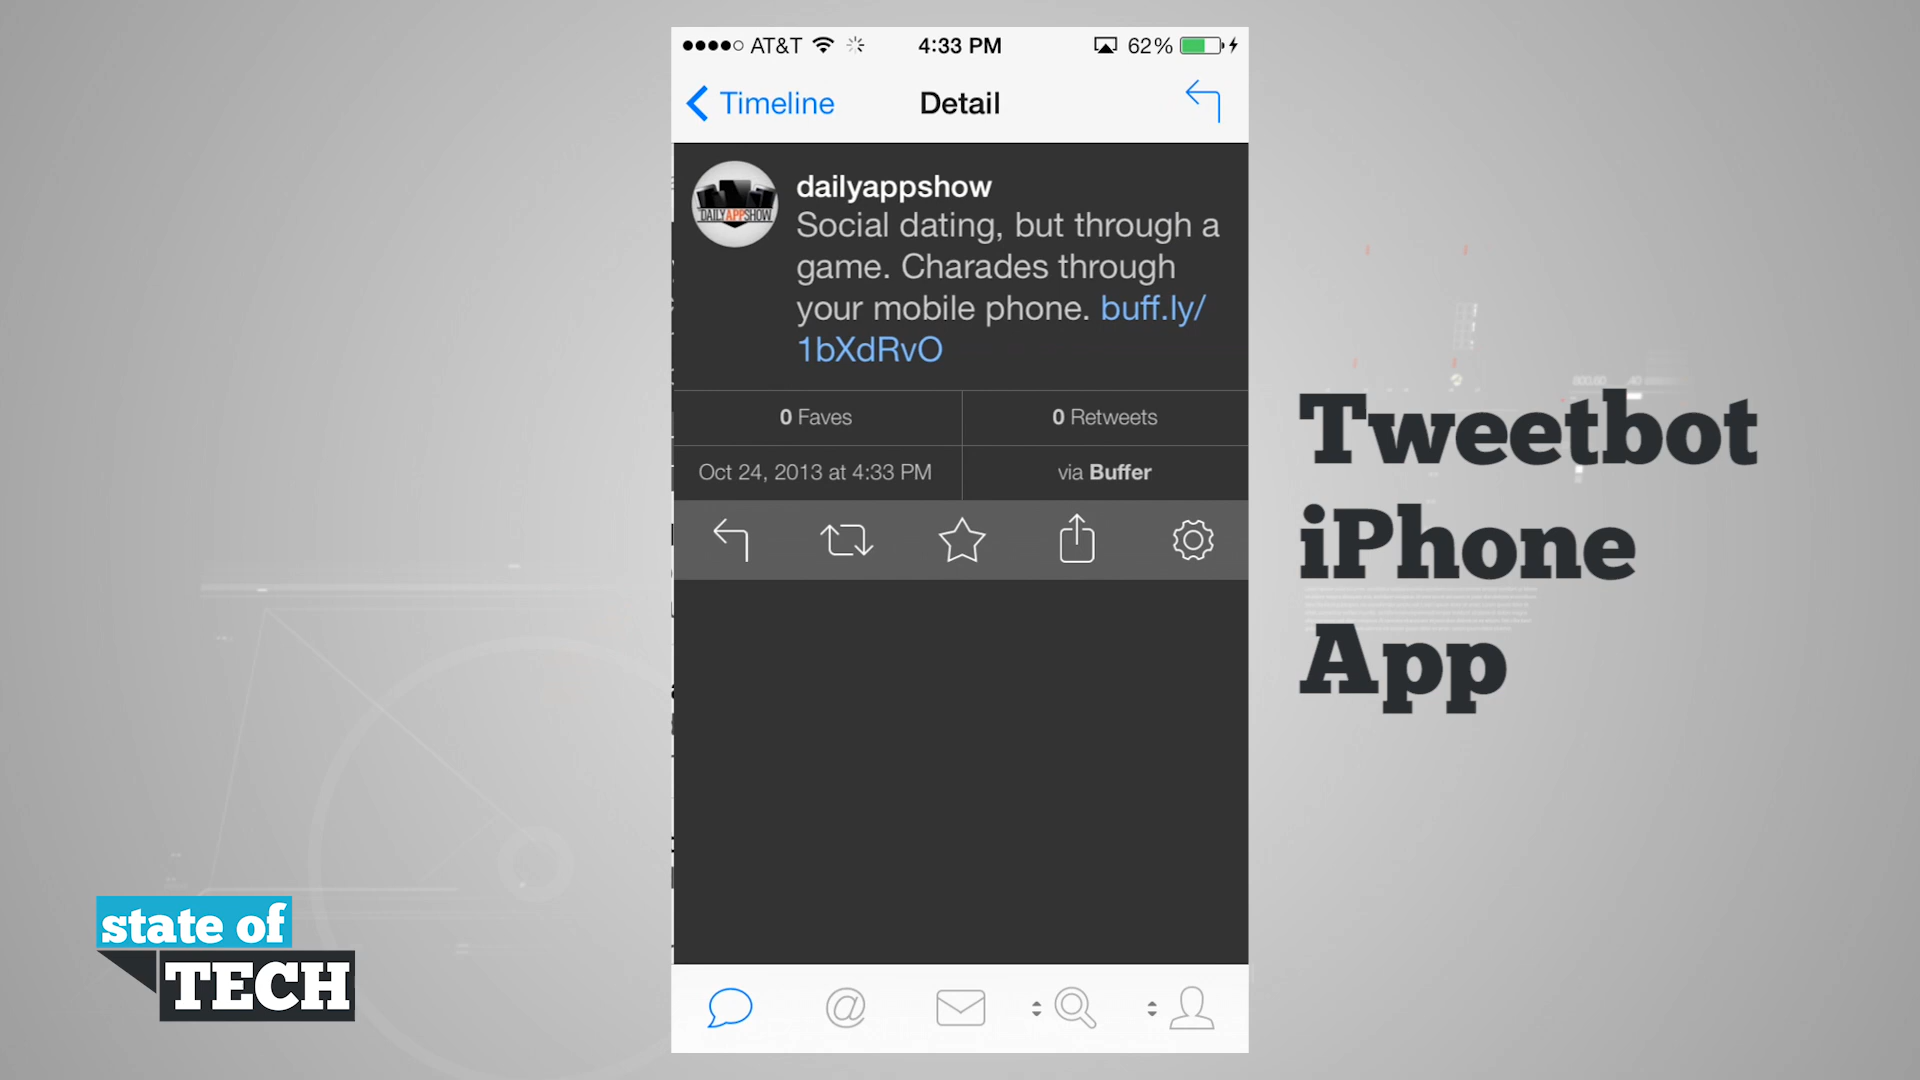 AT&T 4:33 PM 62%
Timeline Detail
dailyappshow
Social dating, but through a
game. Charades through
your mobile phone. buff.ly/
1bXdRvO
DAILYAPPSHOW
0 Faves 0 Retweets
Oct 24, 2013 at 4:33 PM via Buffer
@
Tweetbot
iPhone
App
state of
TECH